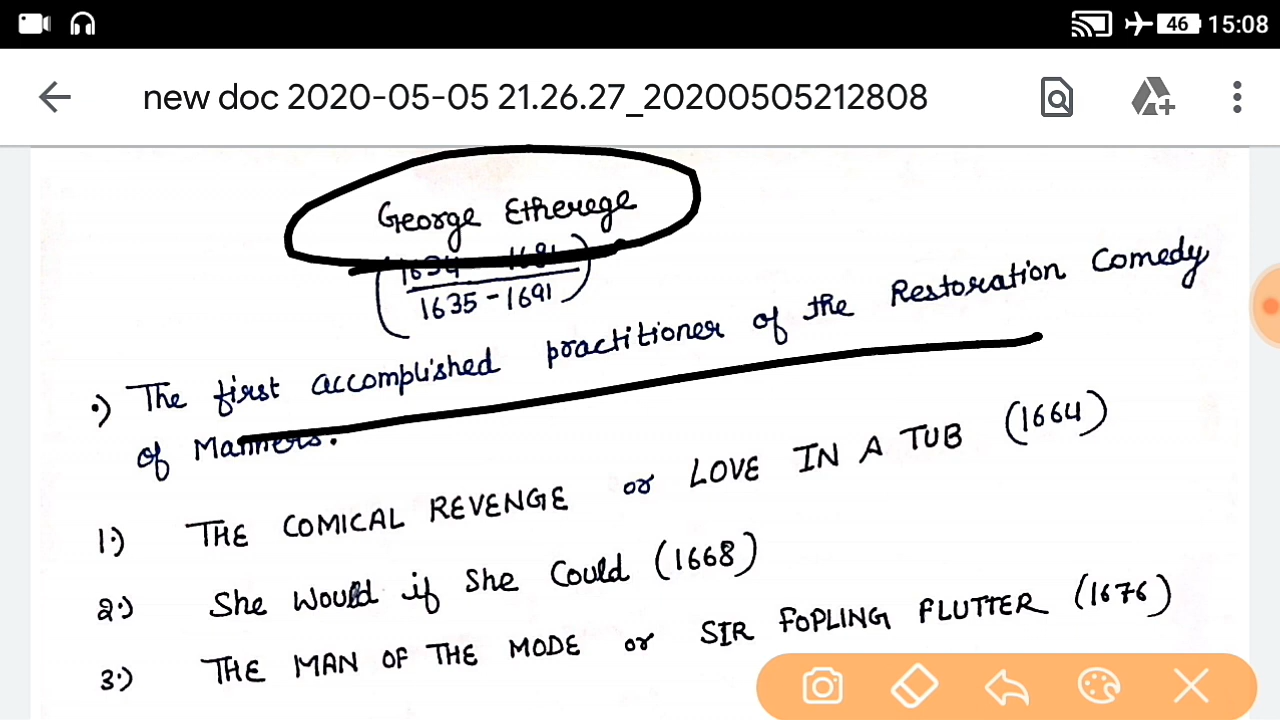 46 15:08
new doc 2020-05-05 21.26.27_20200505212808
George Etherege
1635-1691
The first accomplished practitioner of the Restoration Comedy
of Manners.
1.) THE COMICAL REVENGE or LOVE IN A TUB (1664)
2.) She Would if She Could (1668)
3.) THE MAN OF THE MODE or SIR FOPLING FLUTTER (1676)